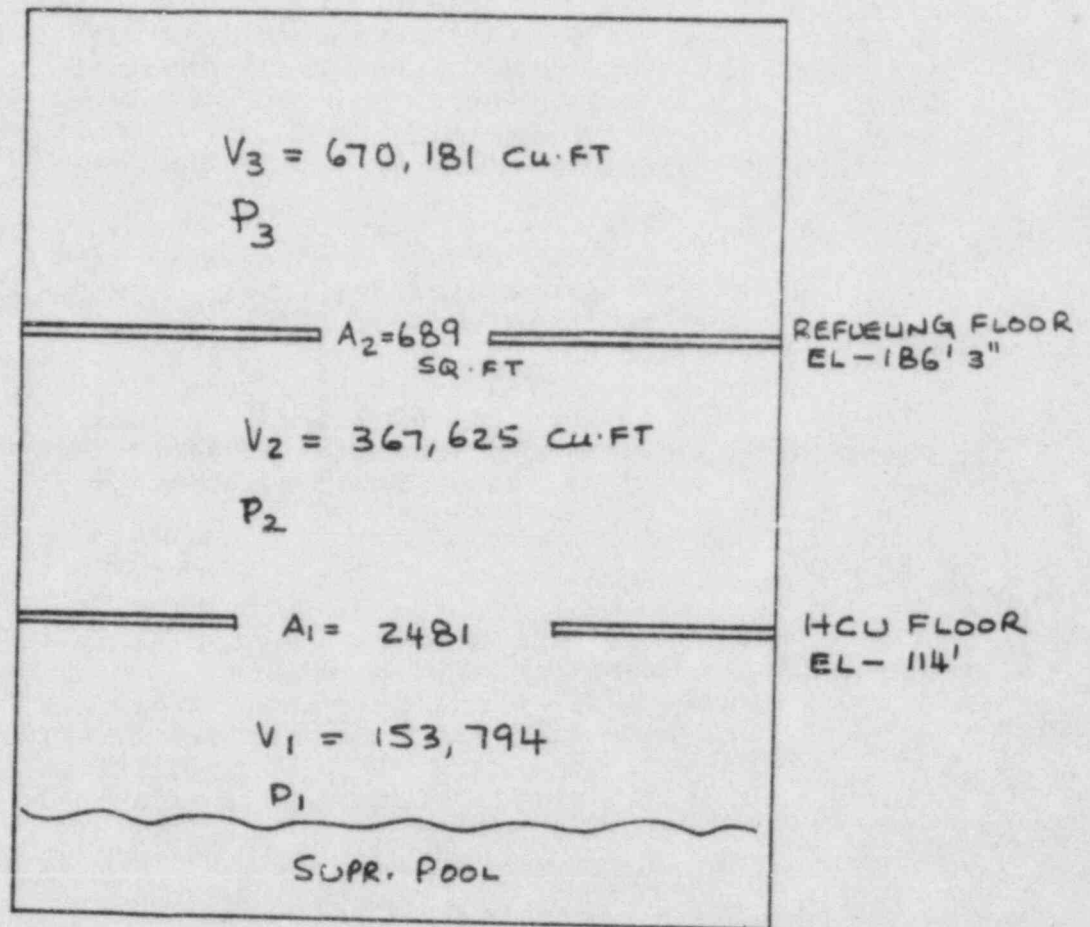 V3 = 670,181 Cu.FT
P3
A2=689
SQ.FT
REFUELING FLOOR
EL-186' 3"
V2 = 367,625 Cu.FT
P2
A1= 2481
HCU FLOOR
EL- 114'
V1 = 153,794
P1
SUPR. POOL